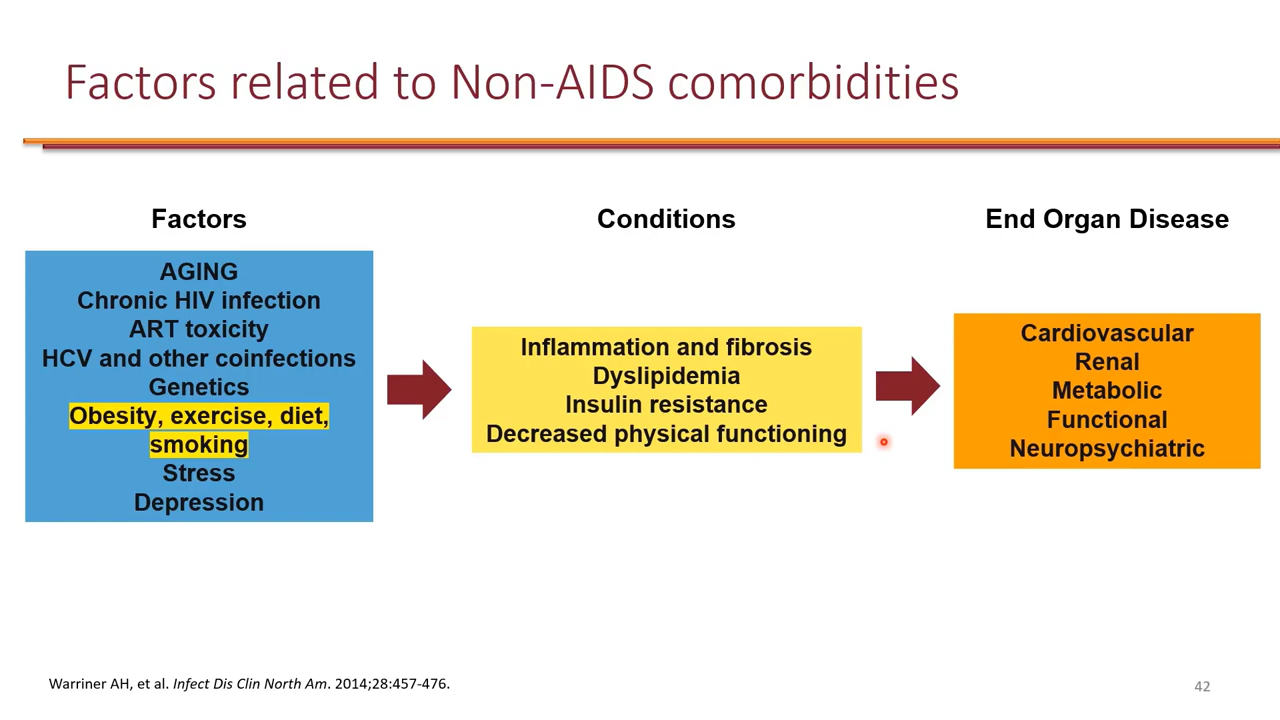 Factors related to Non-AIDS comorbidities
Factors
AGING
Chronic HIV infection
ART toxicity
HCV and other coinfections
Genetics
Obesity, exercise, diet,
smoking
Stress
Depression
Conditions
Inflammation and fibrosis
Dyslipidemia
Insulin resistance
Decreased physical functioning
End Organ Disease
Cardiovascular
Renal
Metabolic
Functional
Neuropsychiatric
Warriner AH, et al. Infect Dis Clin North Am. 2014;28:457-476.
42